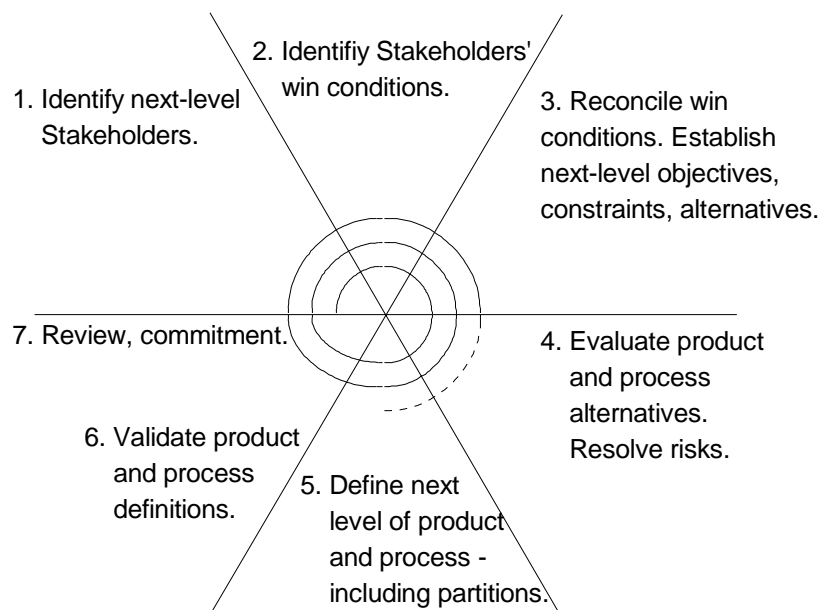 1. Identify next-level
Stakeholders.
2. Identifiy Stakeholders'
win conditions.
3. Reconcile win
conditions. Establish
next-level objectives,
constraints, alternatives.
4. Evaluate product
and process
alternatives.
Resolve risks.
5. Define next
level of product
and process -
including partitions.
6. Validate product
and process
definitions.
7. Review, commitment.